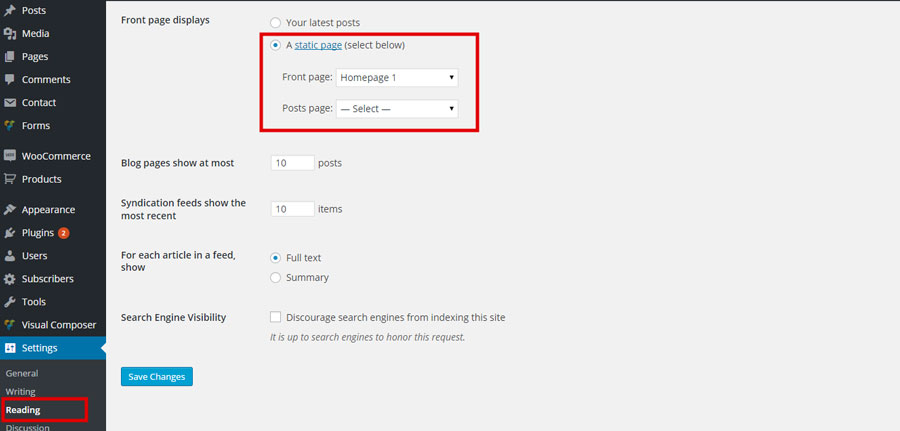 Posts
Media
Pages
Comments
Contact
Forms
WooCommerce
Products
Appearance
Plugins 2
Users
Subscribers
Tools
Visual Composer
Settings
General
Writing
Reading
Discussion
Front page displays
Your latest posts
A static page (select below)
Front page: Homepage 1
Posts page: — Select —
Blog pages show at most
10 posts
Syndication feeds show the
most recent
10 items
For each article in a feed,
show
Full text
Summary
Search Engine Visibility
Discourage search engines from indexing this site
It is up to search engines to honor this request.
Save Changes